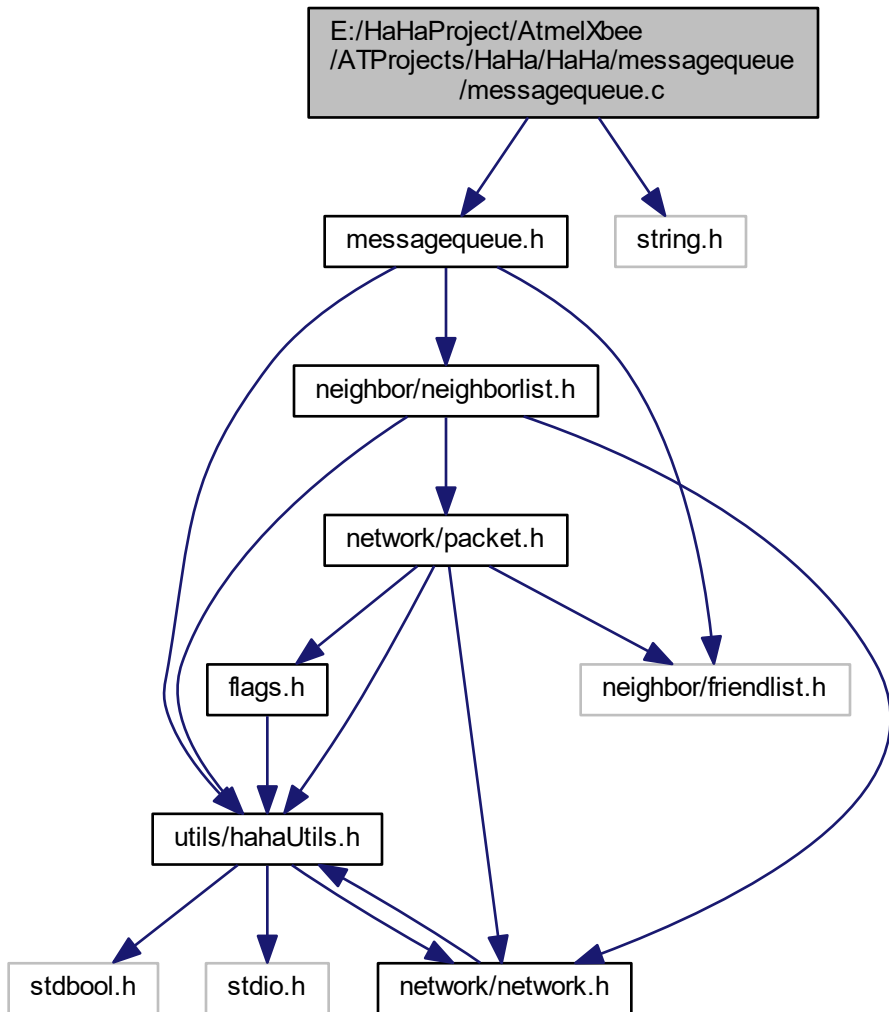 E:/HaHaProject/AtmelXbee
/ATProjects/HaHa/HaHa/messagequeue
/messagequeue.c
messagequeue.h
string.h
neighbor/neighborlist.h
network/packet.h
flags.h
neighbor/friendlist.h
utils/hahaUtils.h
stdbool.h
stdio.h
network/network.h